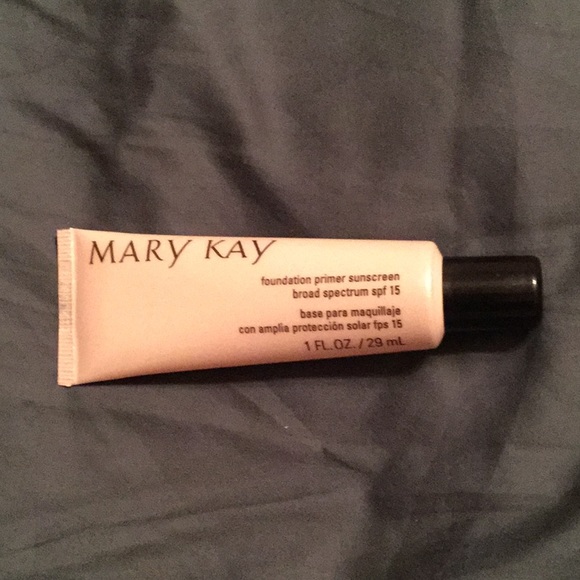 MARY KAY
foundation primer sunscreen
broad spectrum spf 15
base para maquillaje
con amplia protección solar fps 15
1 FL.OZ. / 29 mL